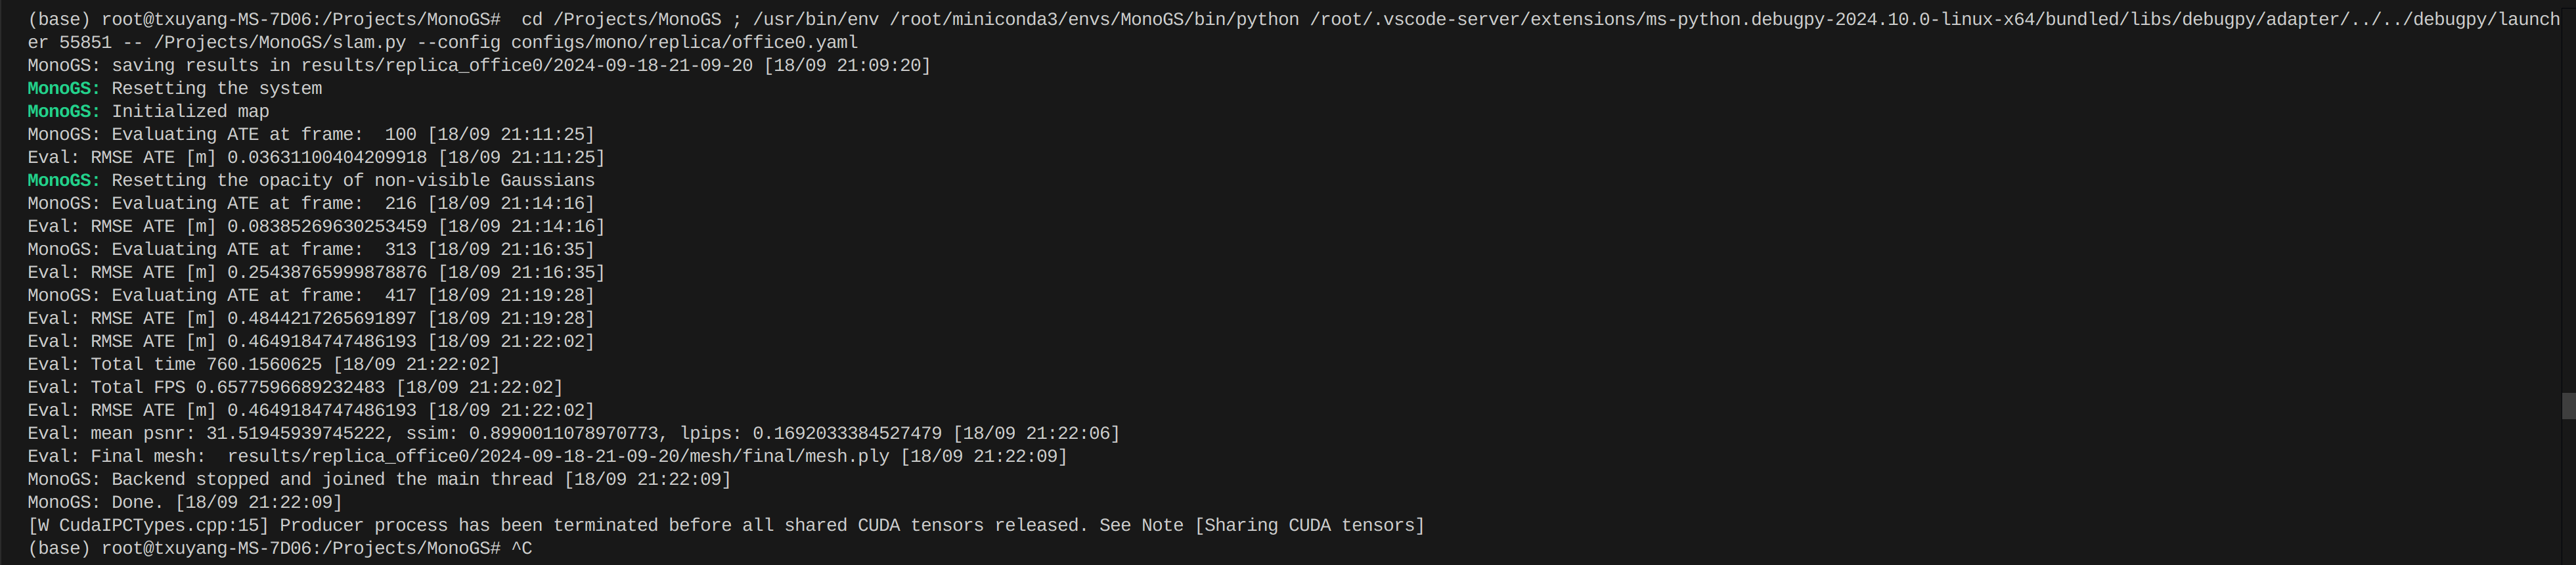 (base) root@txuyang-MS-7D06:/Projects/MonoGS#  cd /Projects/MonoGS ; /usr/bin/env /root/miniconda3/envs/MonoGS/bin/python /root/.vscode-server/extensions/ms-python.debugpy-2024.10.0-linux-x64/bundled/libs/debugpy/adapter/../../debugpy/launch
er 55851 -- /Projects/MonoGS/slam.py --config configs/mono/replica/office0.yaml
MonoGS: saving results in results/replica_office0/2024-09-18-21-09-20 [18/09 21:09:20]
MonoGS: Resetting the system
MonoGS: Initialized map
MonoGS: Evaluating ATE at frame:  100 [18/09 21:11:25]
Eval: RMSE ATE [m] 0.03631100404209918 [18/09 21:11:25]
MonoGS: Resetting the opacity of non-visible Gaussians
MonoGS: Evaluating ATE at frame:  216 [18/09 21:14:16]
Eval: RMSE ATE [m] 0.08385269630253459 [18/09 21:14:16]
MonoGS: Evaluating ATE at frame:  313 [18/09 21:16:35]
Eval: RMSE ATE [m] 0.25438765999878876 [18/09 21:16:35]
MonoGS: Evaluating ATE at frame:  417 [18/09 21:19:28]
Eval: RMSE ATE [m] 0.4844217265691897 [18/09 21:19:28]
Eval: RMSE ATE [m] 0.4649184747486193 [18/09 21:22:02]
Eval: Total time 760.1560625 [18/09 21:22:02]
Eval: Total FPS 0.6577596689232483 [18/09 21:22:02]
Eval: RMSE ATE [m] 0.4649184747486193 [18/09 21:22:02]
Eval: mean psnr: 31.51945939745222, ssim: 0.8990011078970773, lpips: 0.1692033384527479 [18/09 21:22:06]
Eval: Final mesh:  results/replica_office0/2024-09-18-21-09-20/mesh/final/mesh.ply [18/09 21:22:09]
MonoGS: Backend stopped and joined the main thread [18/09 21:22:09]
MonoGS: Done. [18/09 21:22:09]
[W CudaIPCTypes.cpp:15] Producer process has been terminated before all shared CUDA tensors released. See Note [Sharing CUDA tensors]
(base) root@txuyang-MS-7D06:/Projects/MonoGS# ^C